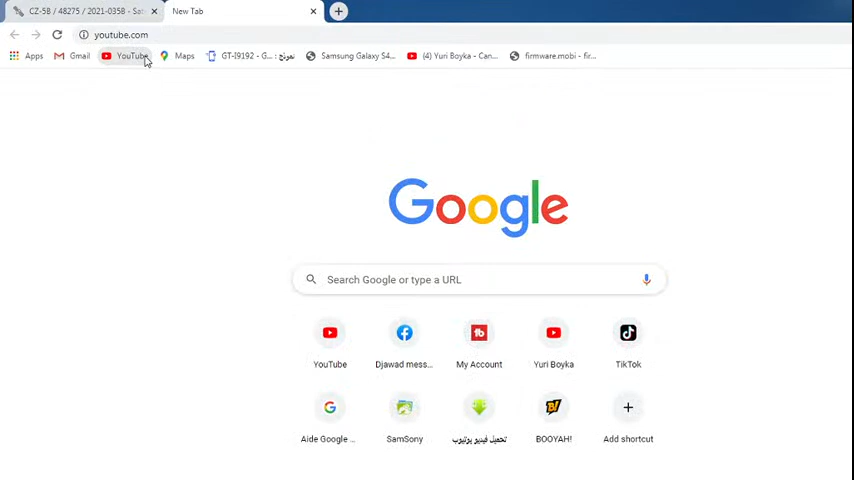 CZ-5B / 48275 / 2021-035B - Sat
New Tab
youtube.com
Apps Gmail YouTube Maps GT-I9192 - G... : نموذج Samsung Galaxy S4... (4) Yuri Boyka - Can... firmware.mobi - fir...
Google
Search Google or type a URL
YouTube Djawad mess... My Account Yuri Boyka TikTok
Aide Google ... SamSony تحميل فيديو يوتيوب BOOYAH! Add shortcut